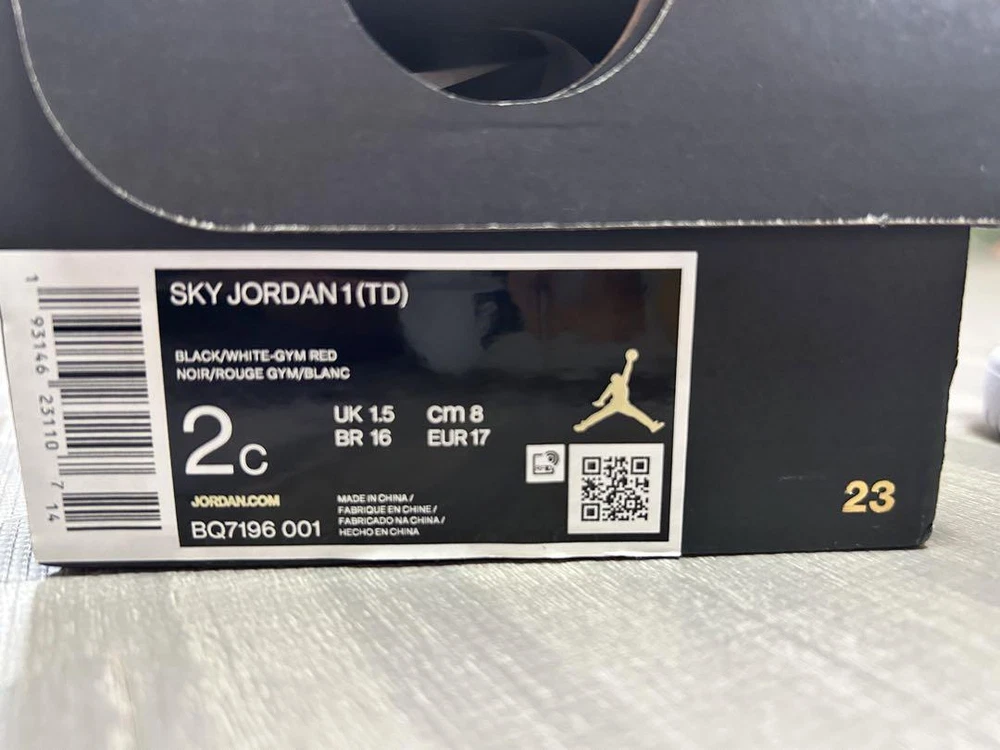 SKY JORDAN 1 (TD)
BLACK/WHITE-GYM RED
NOIR/ROUGE GYM/BLANC
2C
UK 1.5 cm 8
BR 16 EUR 17
JORDAN.COM
BQ7196 001
MADE IN CHINA /
FABRIQUE EN CHINE /
FABRICADO NA CHINA /
HECHO EN CHINA
1 93146 23110 7 14
23